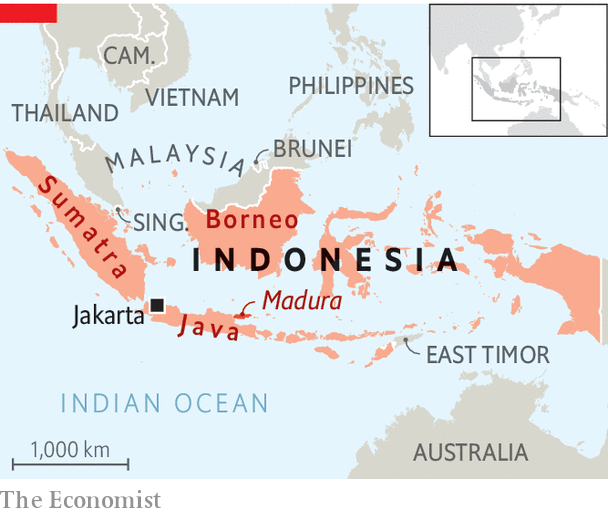 CAM.
PHILIPPINES
VIETNAM
THAILAND
MALAYSIA
BRUNEI
Sumatra
SING.
Borneo
INDONESIA
Madura
Jakarta
Java
EAST TIMOR
INDIAN OCEAN
1,000 km
AUSTRALIA
The Economist